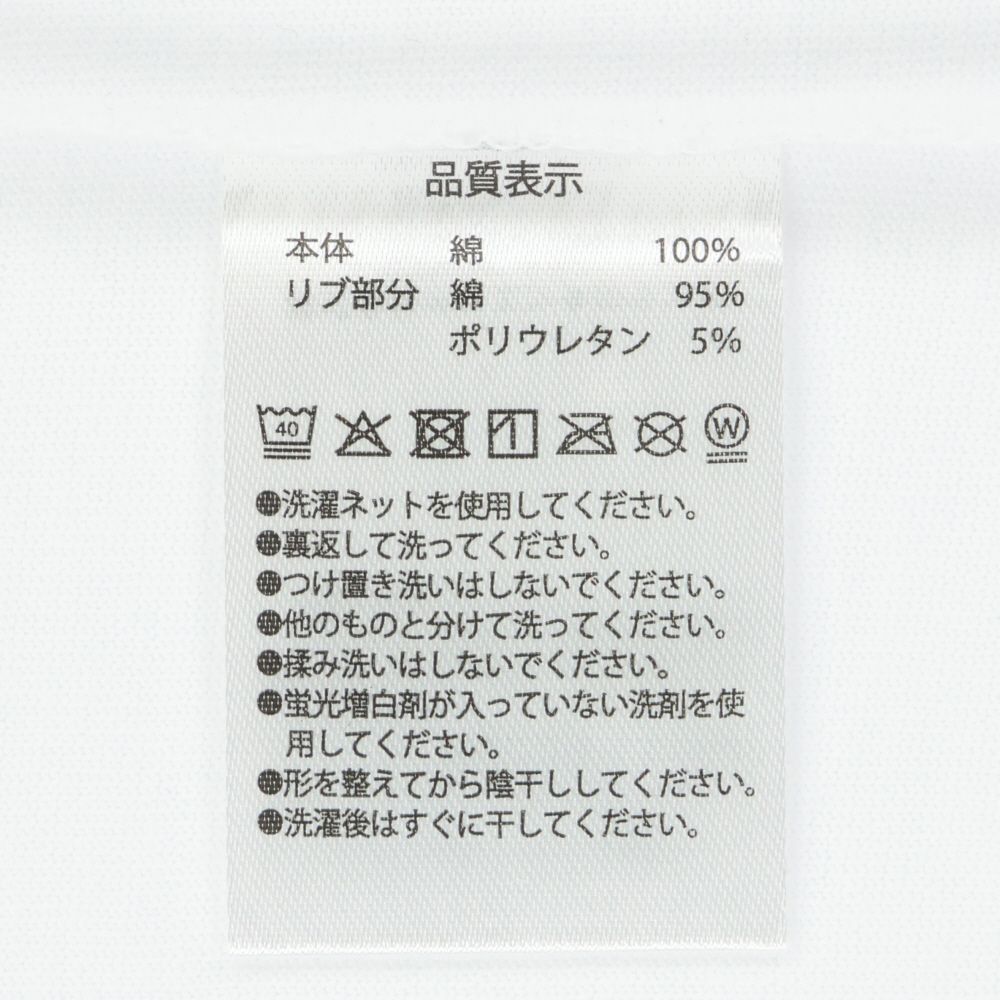 品質表示
本体 綿 100%
リブ部分 綿 95%
ポリウレタン 5%
40 W
●洗濯ネットを使用してください。
●裏返して洗ってください。
●つけ置き洗いはしないでください。
●他のものと分けて洗ってください。
●揉み洗いはしないでください。
●蛍光増白剤が入っていない洗剤を使
用してください。
●形を整えてから陰干ししてください。
●洗濯後はすぐに干してください。